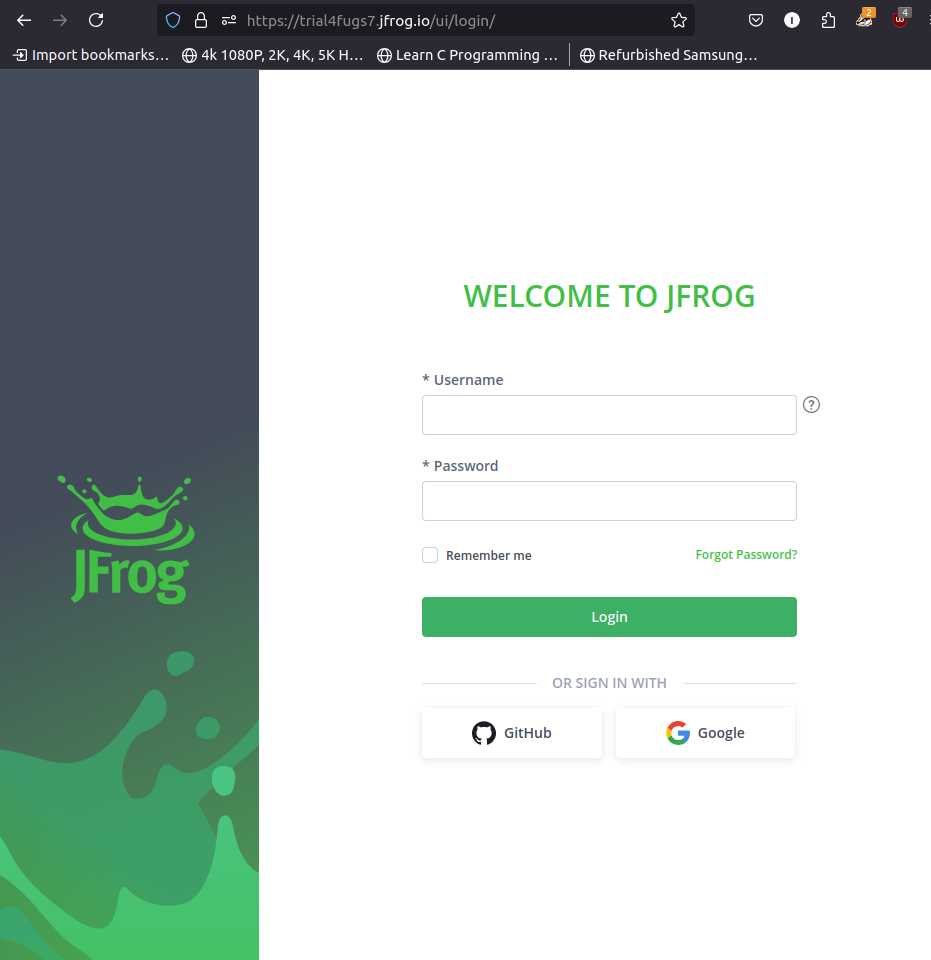 https://trial4fugs7.jfrog.io/ui/login/
2
4
Import bookmarks...
4k 1080P, 2K, 4K, 5K H...
Learn C Programming ...
Refurbished Samsung...
WELCOME TO JFROG
* Username
?
* Password
Remember me
Forgot Password?
Login
JFrog
OR SIGN IN WITH
GitHub
Google